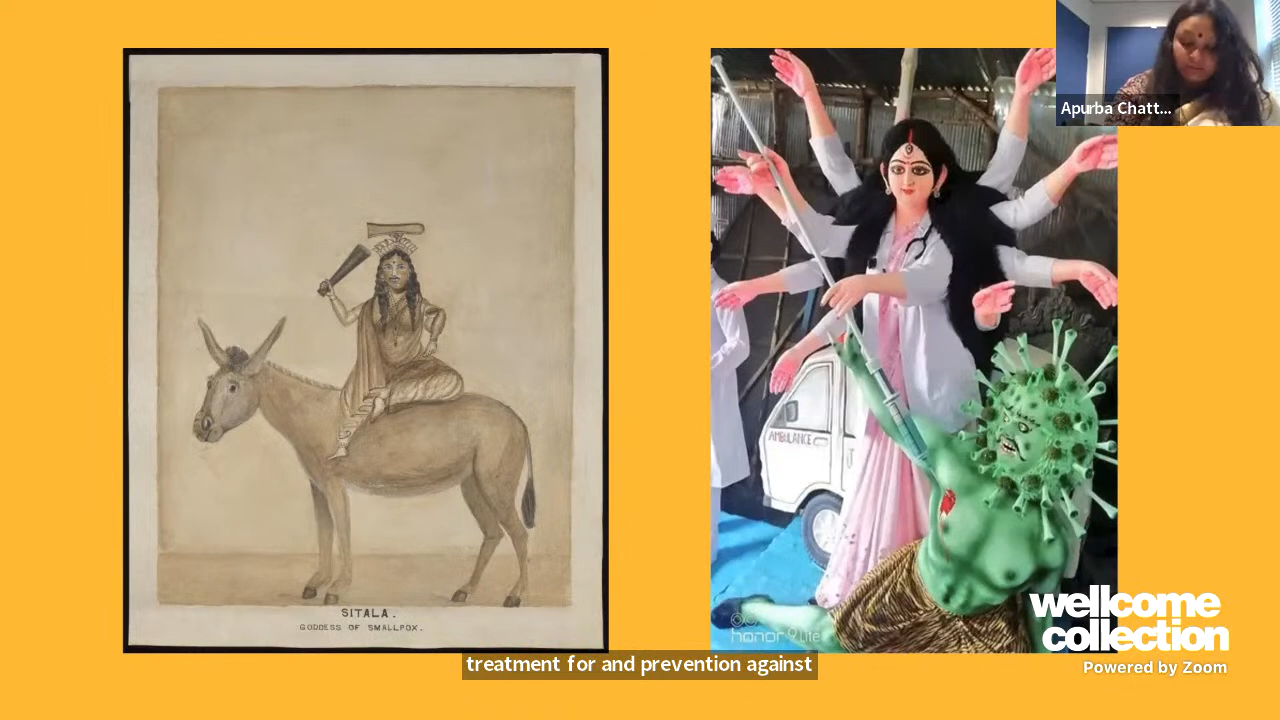 Apurba Chatt...
AMBULANCE
SITALA.
GODDESS OF SMALLPOX.
honor 9 Lite
wellcome
collection
treatment for and prevention against
Powered by Zoom